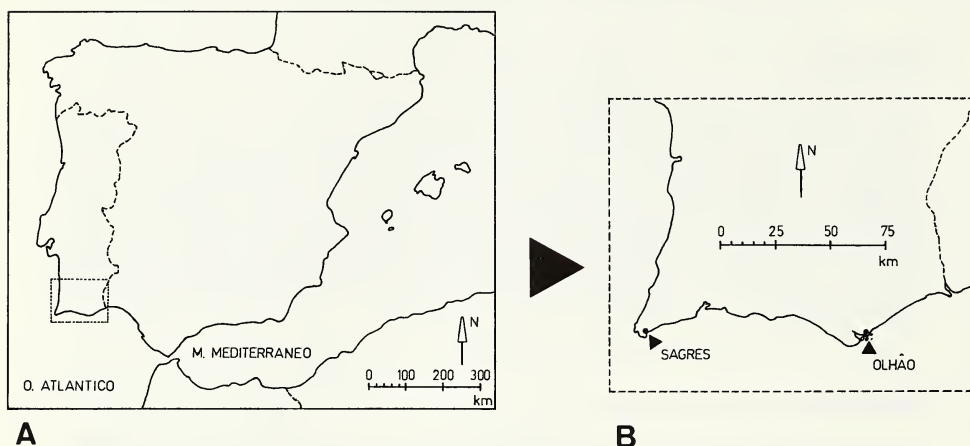 M. MEDITERRANEO
O. ATLANTICO
N
0 100 200 300
km
A
N
0 25 50 75
km
SAGRES
OLHÂO
B